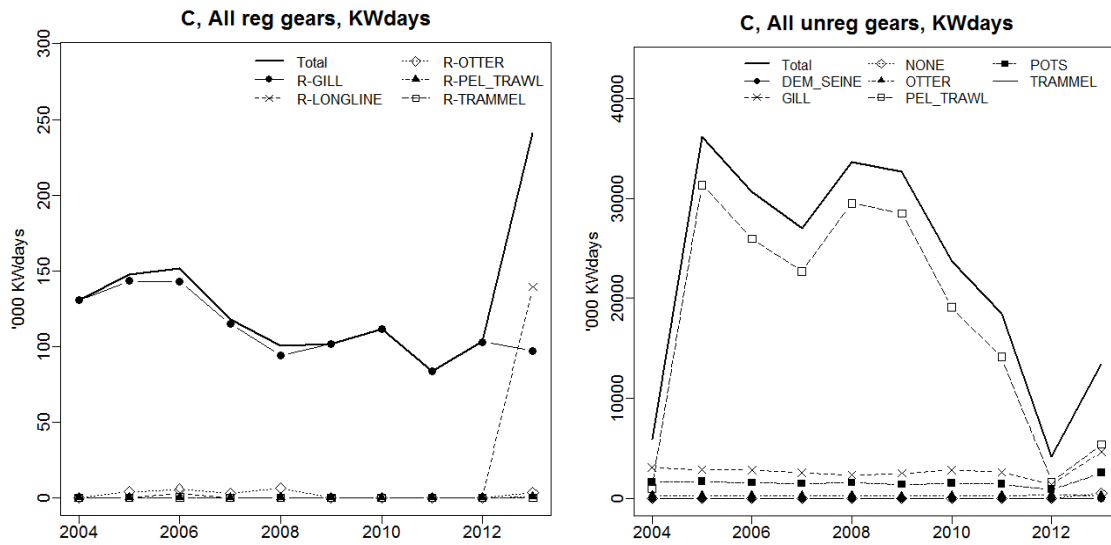 C, All reg gears, KWdays
'000 KWdays
300
250
200
150
100
50
0
Total
R-GILL
R-LONGLINE
R-OTTER
R-PEL_TRAWL
R-TRAMMEL
2004 2006 2008 2010 2012
C, All unreg gears, KWdays
'000 KWdays
40000
30000
20000
10000
0
Total
DEM_SEINE
GILL
NONE
OTTER
PEL_TRAWL
POTS
TRAMMEL
2004 2006 2008 2010 2012